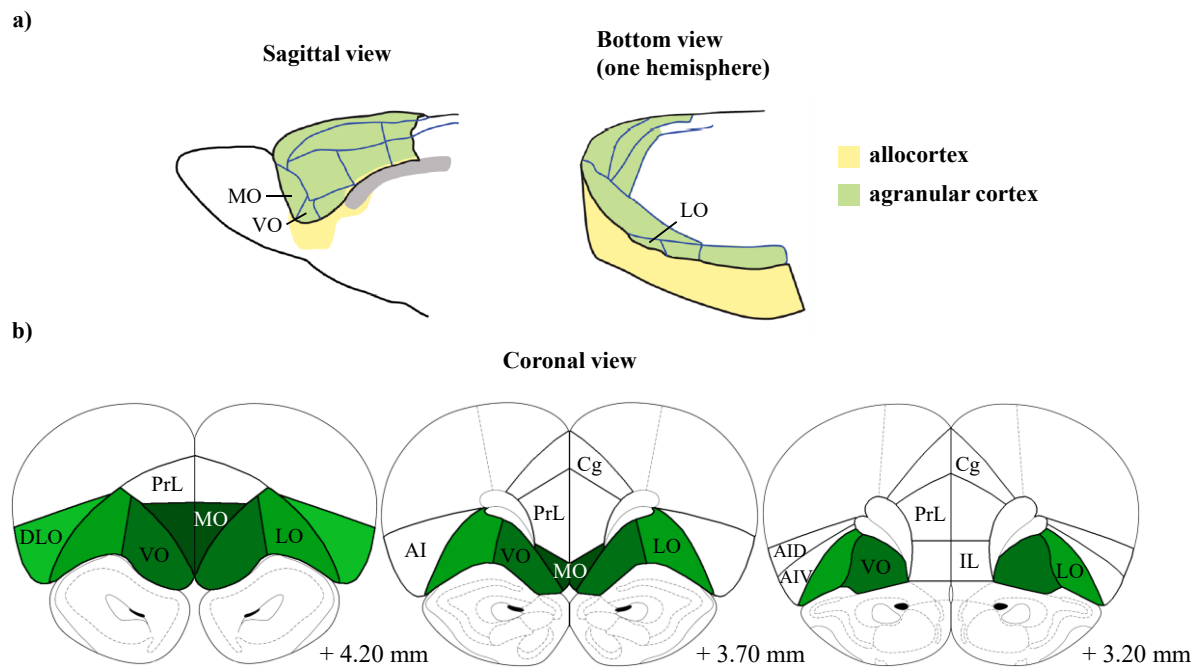 a)
Sagittal view
Bottom view
(one hemisphere)
allocortex
agranular cortex
MO
VO
LO
b)
Coronal view
PrL
MO
DLO
VO
LO
+ 4.20 mm
Cg
PrL
AI
VO
LO
MO
+ 3.70 mm
Cg
PrL
AID
AIV
VO
IL
LO
+ 3.20 mm